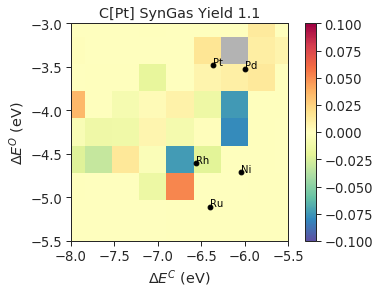 C[Pt] SynGas Yield 1.1
−3.0
−3.5
−4.0
−4.5
−5.0
−5.5
ΔE^O (eV)
Pt
Pd
Rh
Ni
Ru
−8.0 −7.5 −7.0 −6.5 −6.0 −5.5
ΔE^C (eV)
0.100
0.075
0.050
0.025
0.000
−0.025
−0.050
−0.075
−0.100